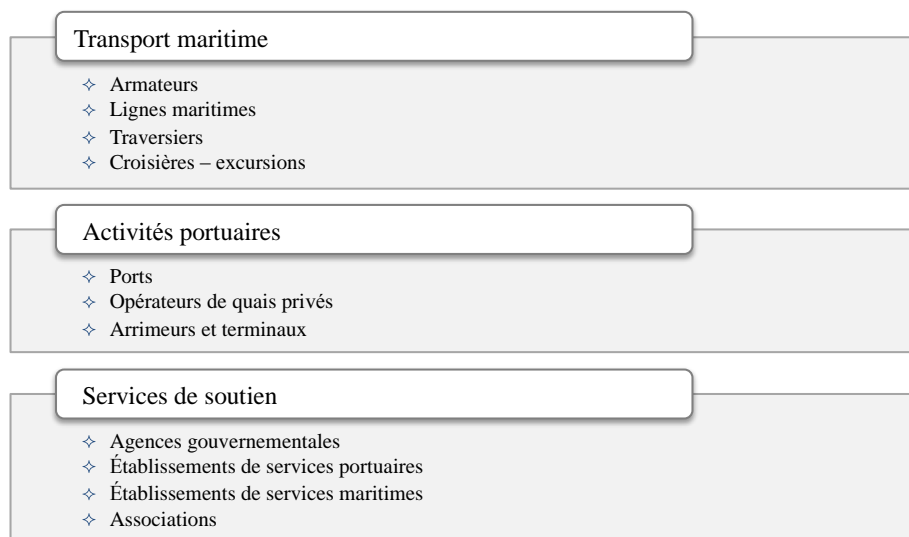 Transport maritime
✧ Armateurs
✧ Lignes maritimes
✧ Traversiers
✧ Croisières – excursions
Activités portuaires
✧ Ports
✧ Opérateurs de quais privés
✧ Arrimeurs et terminaux
Services de soutien
✧ Agences gouvernementales
✧ Établissements de services portuaires
✧ Établissements de services maritimes
✧ Associations